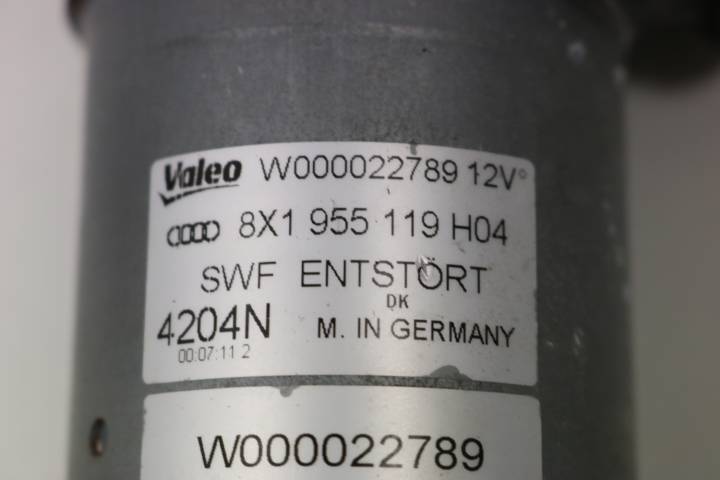 Valeo W000022789 12V
8X1 955 119 H04
SWF ENTSTÖRT
DK
4204N M. IN GERMANY
00:07:11 2
W000022789